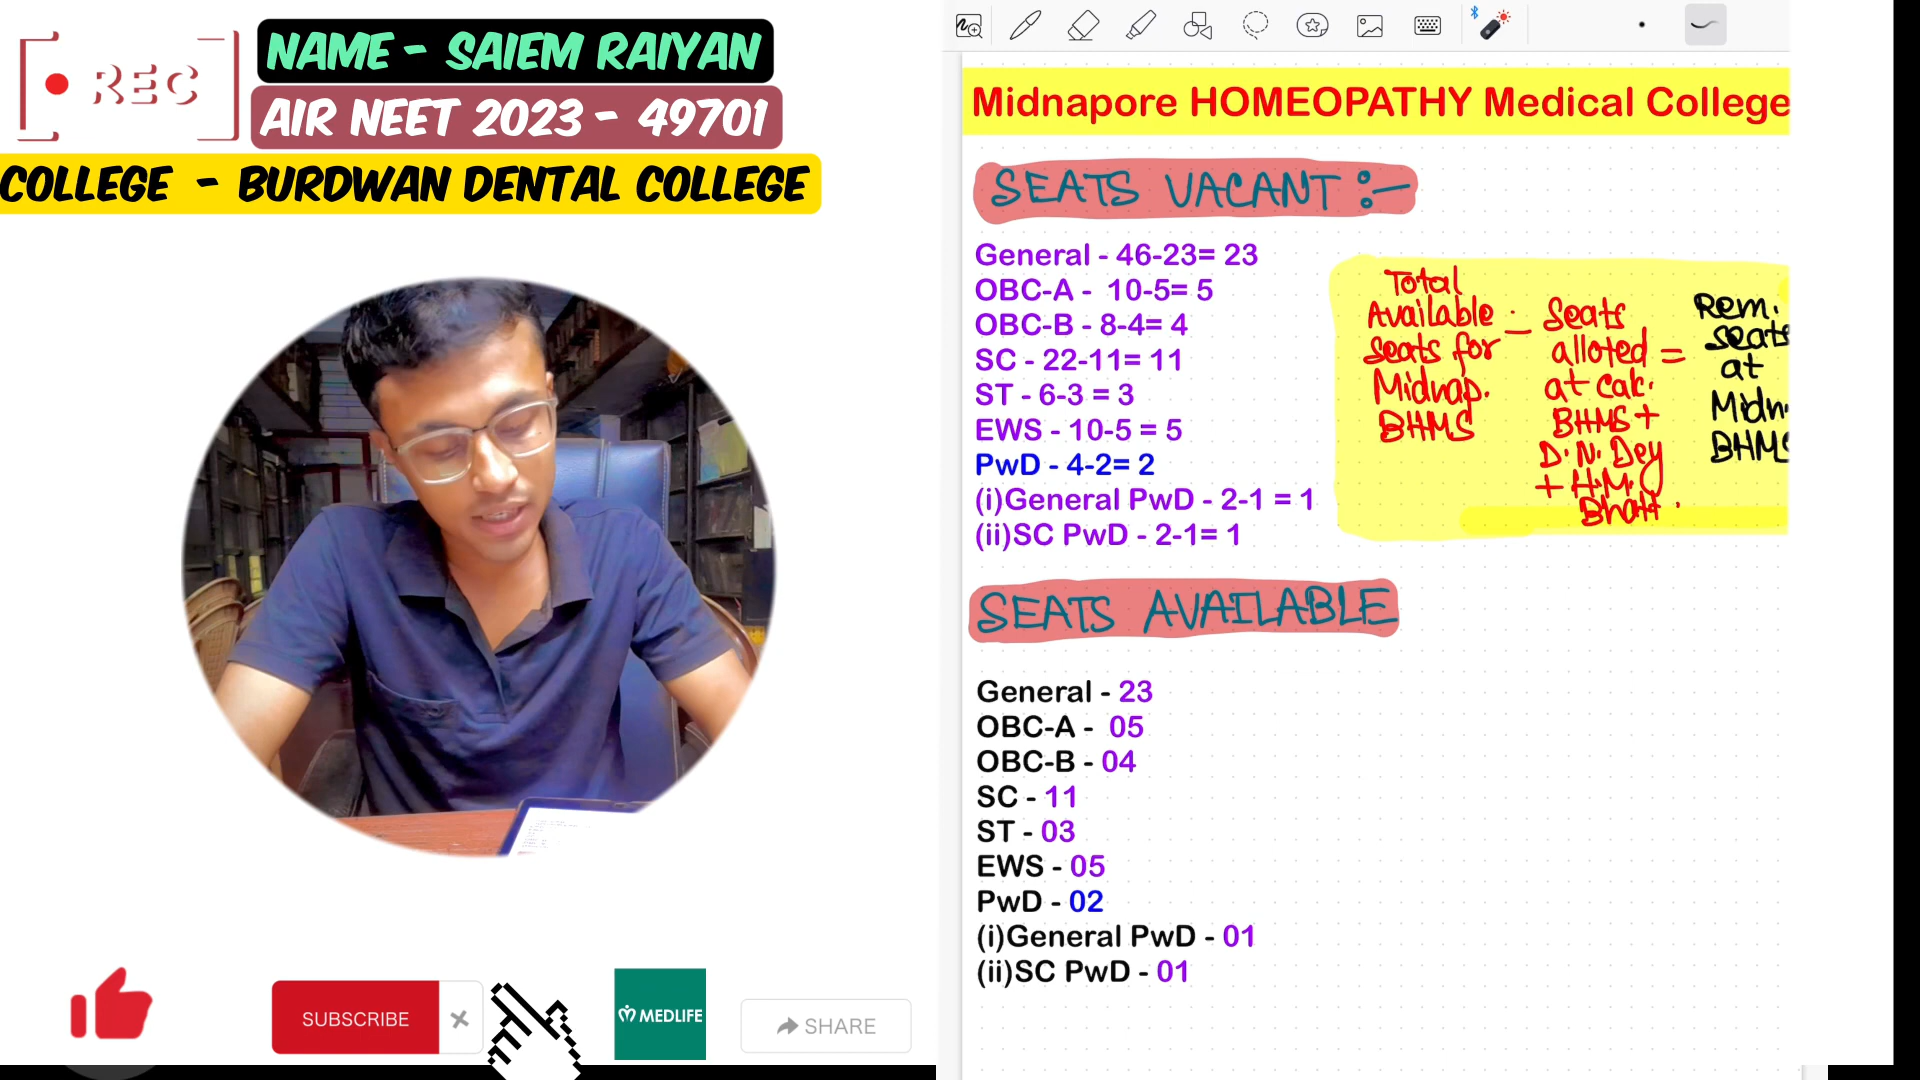 REC
NAME - SAIEM RAIYAN
AIR NEET 2023 - 49701
COLLEGE - BURDWAN DENTAL COLLEGE
SUBSCRIBE
MEDLIFE
SHARE
Midnapore HOMEOPATHY Medical College
SEATS VACANT :-
General - 46-23= 23
OBC-A - 10-5= 5
OBC-B - 8-4= 4
SC - 22-11= 11
ST - 6-3 = 3
EWS - 10-5 = 5
PwD - 4-2= 2
(i)General PwD - 2-1 = 1
(ii)SC PwD - 2-1= 1
Total
Available
seats for
Midnap.
BHMS
-
Seats
alloted
at cal.
BHMS +
D.N. Dey
+ H.M.
Bhatt.
=
Rem.
seats
at
Midn.
BHMS
SEATS AVAILABLE
General - 23
OBC-A - 05
OBC-B - 04
SC - 11
ST - 03
EWS - 05
PwD - 02
(i)General PwD - 01
(ii)SC PwD - 01